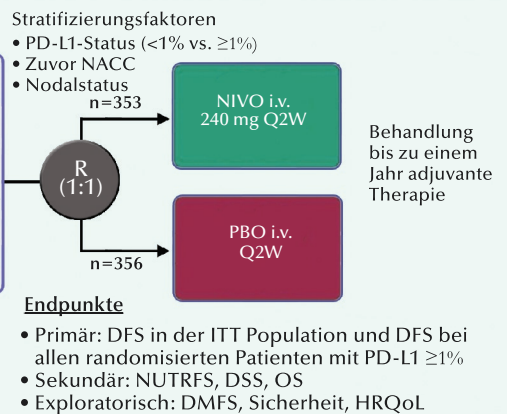 Stratifizierungsfaktoren
• PD-L1-Status (<1% vs. ≥1%)
• Zuvor NACC
• Nodalstatus
n=353
NIVO i.v.
240 mg Q2W
R
(1:1)
Behandlung
bis zu einem
Jahr adjuvante
Therapie
PBO i.v.
Q2W
n=356
Endpunkte
• Primär: DFS in der ITT Population und DFS bei
allen randomisierten Patienten mit PD-L1 ≥1%
• Sekundär: NUTRFS, DSS, OS
• Exploratorisch: DMFS, Sicherheit, HRQoL